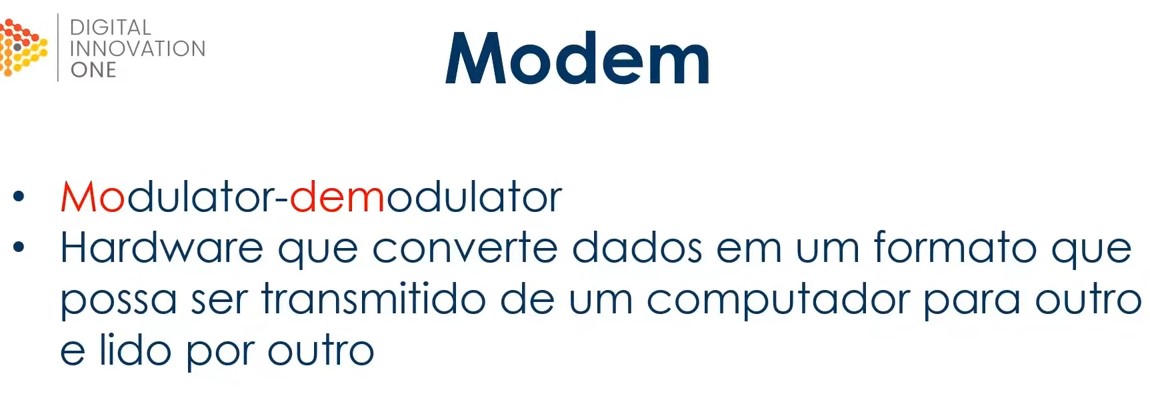 DIGITAL
INNOVATION
ONE
Modem
• Modulator-demodulator
• Hardware que converte dados em um formato que
possa ser transmitido de um computador para outro
e lido por outro